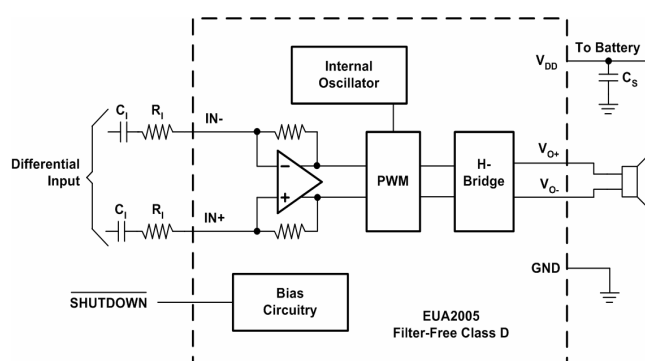 To Battery
V_DD
C_S
Internal
Oscillator
C_I
R_I
IN-
Differential
Input
PWM
H-
Bridge
V_O+
V_O-
C_I
R_I
IN+
GND
SHUTDOWN
Bias
Circuitry
EUA2005
Filter-Free Class D